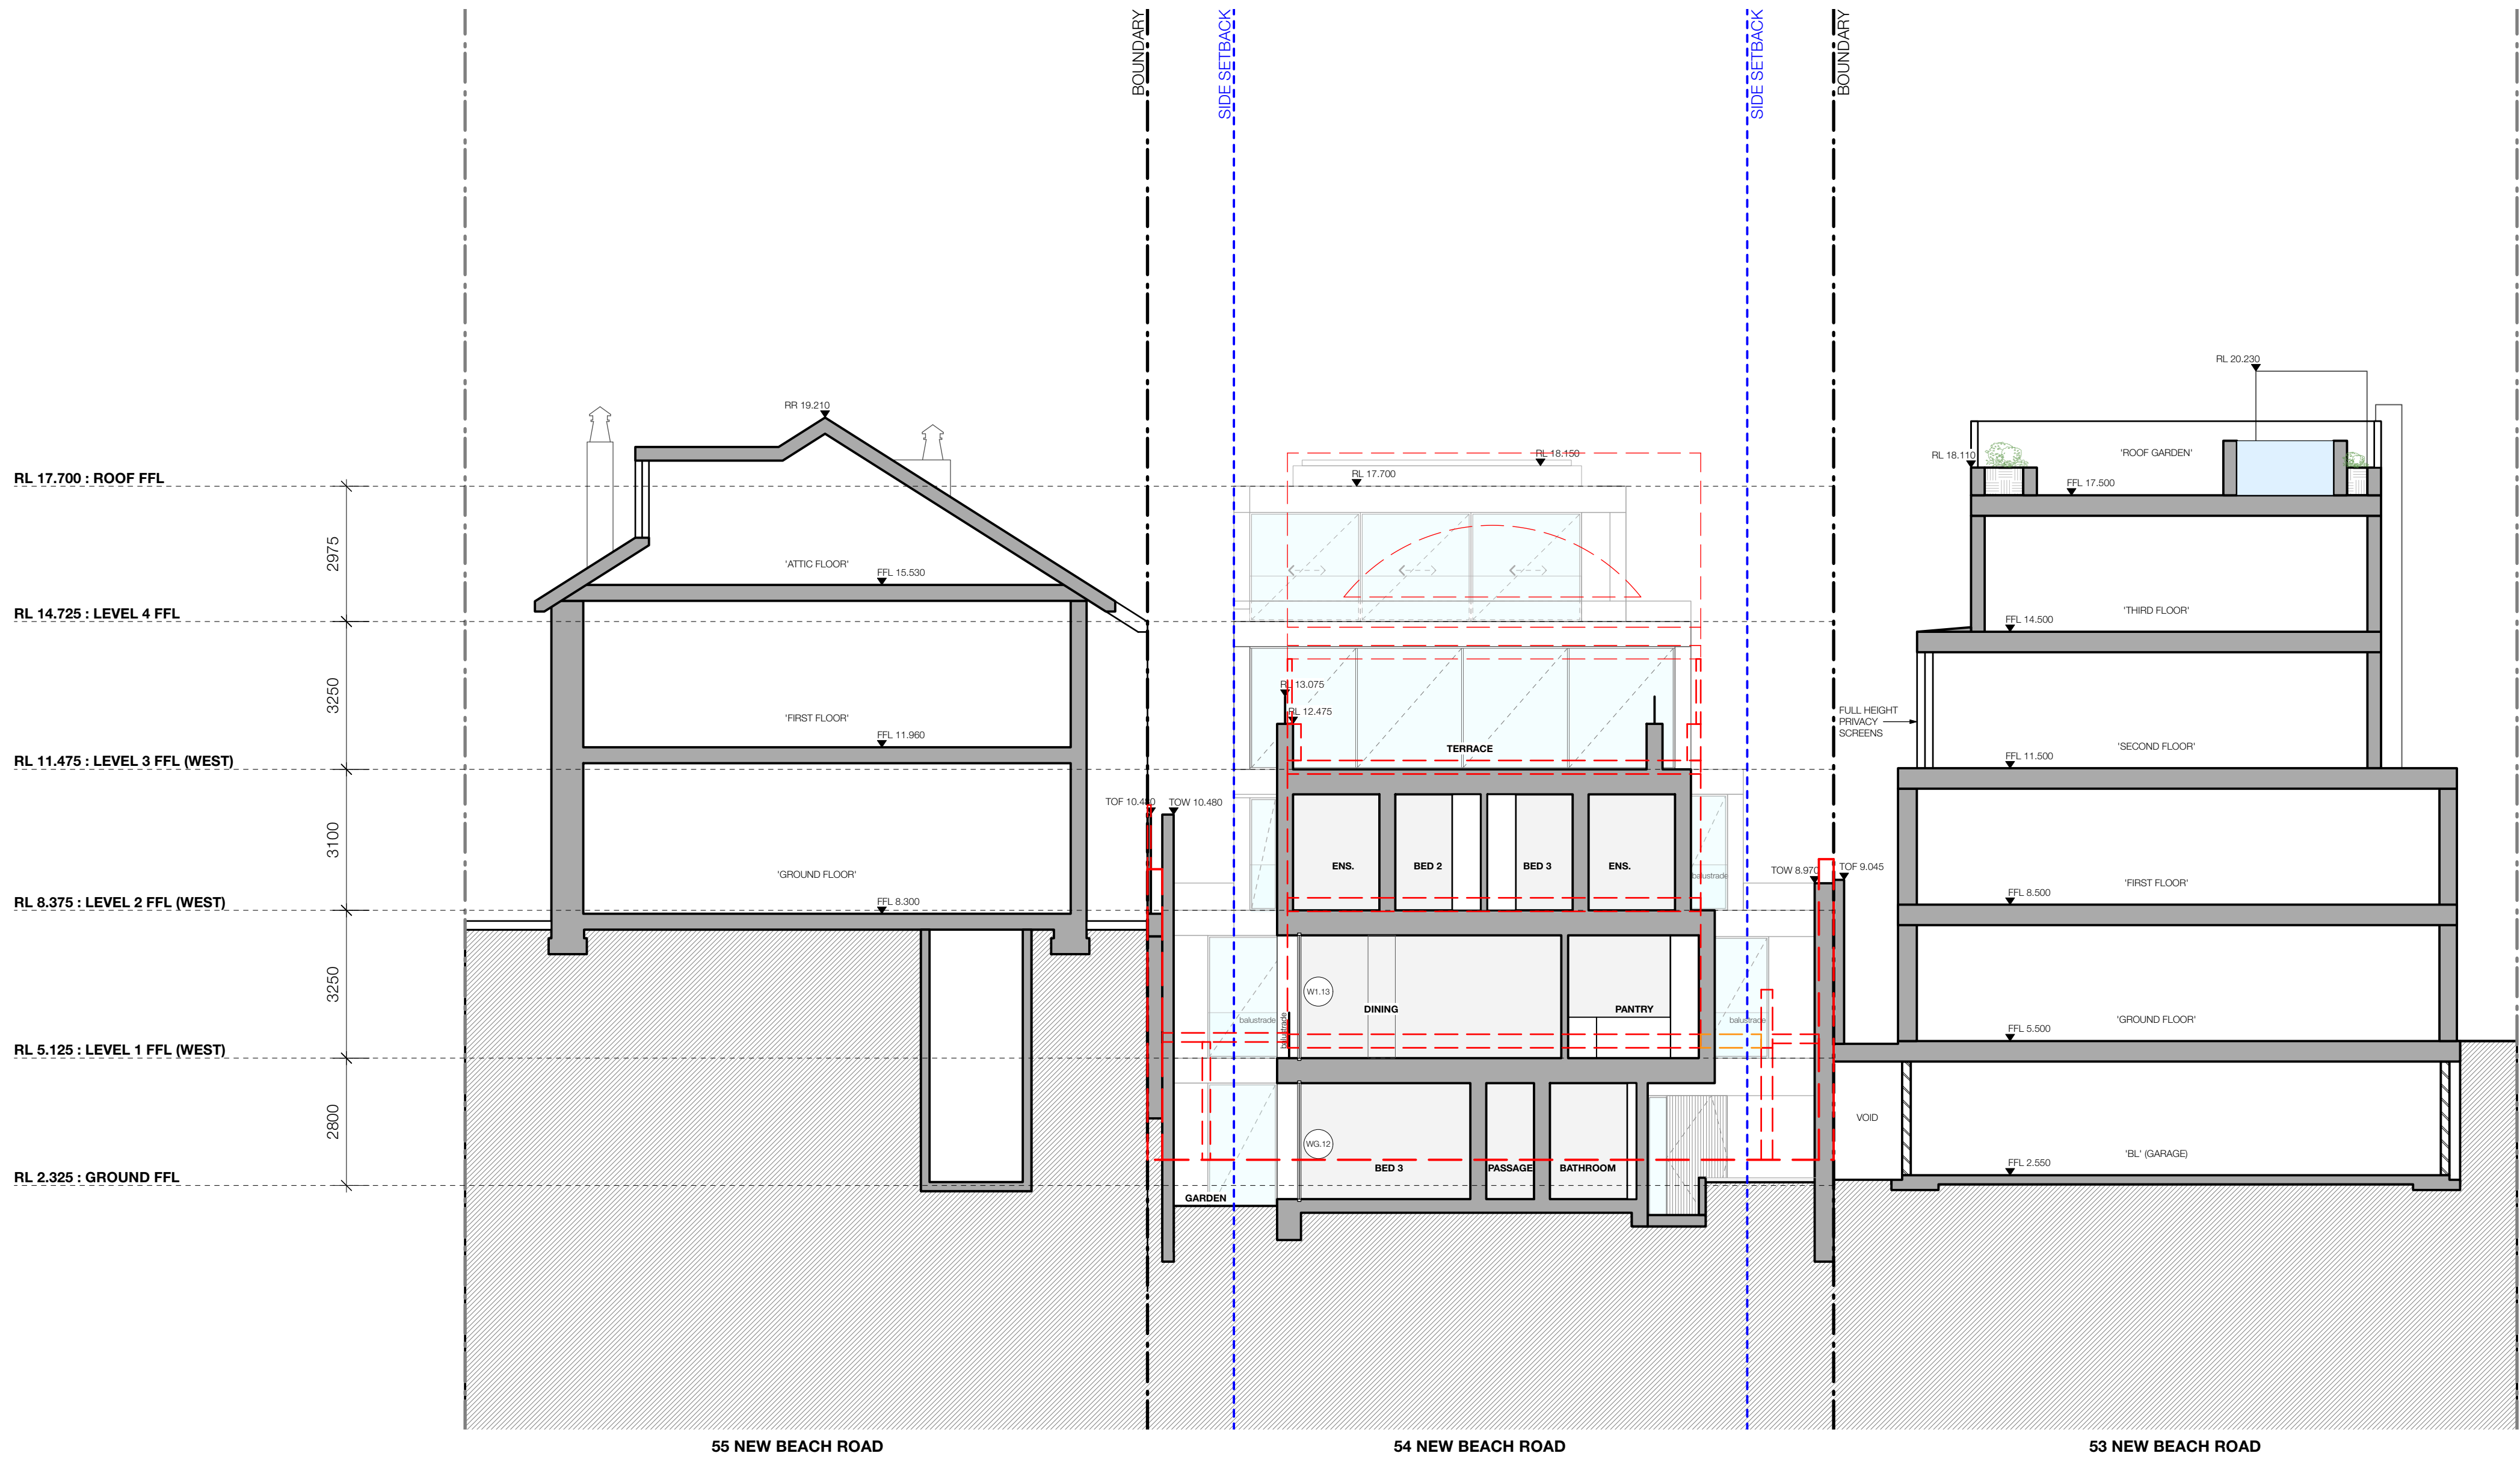 BOUNDARY
SIDE SETBACK
SIDE SETBACK
BOUNDARY
RL 20.230
RR 19.210
RL 18.150
RL 17.700
RL 18.110
'ROOF GARDEN'
FFL 17.500
RL 17.700 : ROOF FFL
2975
'ATTIC FLOOR'
FFL 15.530
RL 14.725 : LEVEL 4 FFL
'THIRD FLOOR'
FFL 14.500
3250
RL 13.075
RL 12.475
'FIRST FLOOR'
FFL 11.960
TERRACE
FULL HEIGHT
PRIVACY
SCREENS
'SECOND FLOOR'
FFL 11.500
RL 11.475 : LEVEL 3 FFL (WEST)
3100
TOF 10.480
TOW 10.480
ENS.
BED 2
BED 3
ENS.
balustrade
TOW 8.970
TOF 9.045
'GROUND FLOOR'
FFL 8.300
'FIRST FLOOR'
FFL 8.500
RL 8.375 : LEVEL 2 FFL (WEST)
3250
W1.13
DINING
PANTRY
balustrade
balustrade
balustrade
'GROUND FLOOR'
FFL 5.500
RL 5.125 : LEVEL 1 FFL (WEST)
2800
WG.12
BED 3
PASSAGE
BATHROOM
VOID
'BL' (GARAGE)
FFL 2.550
RL 2.325 : GROUND FFL
GARDEN
55 NEW BEACH ROAD
54 NEW BEACH ROAD
53 NEW BEACH ROAD